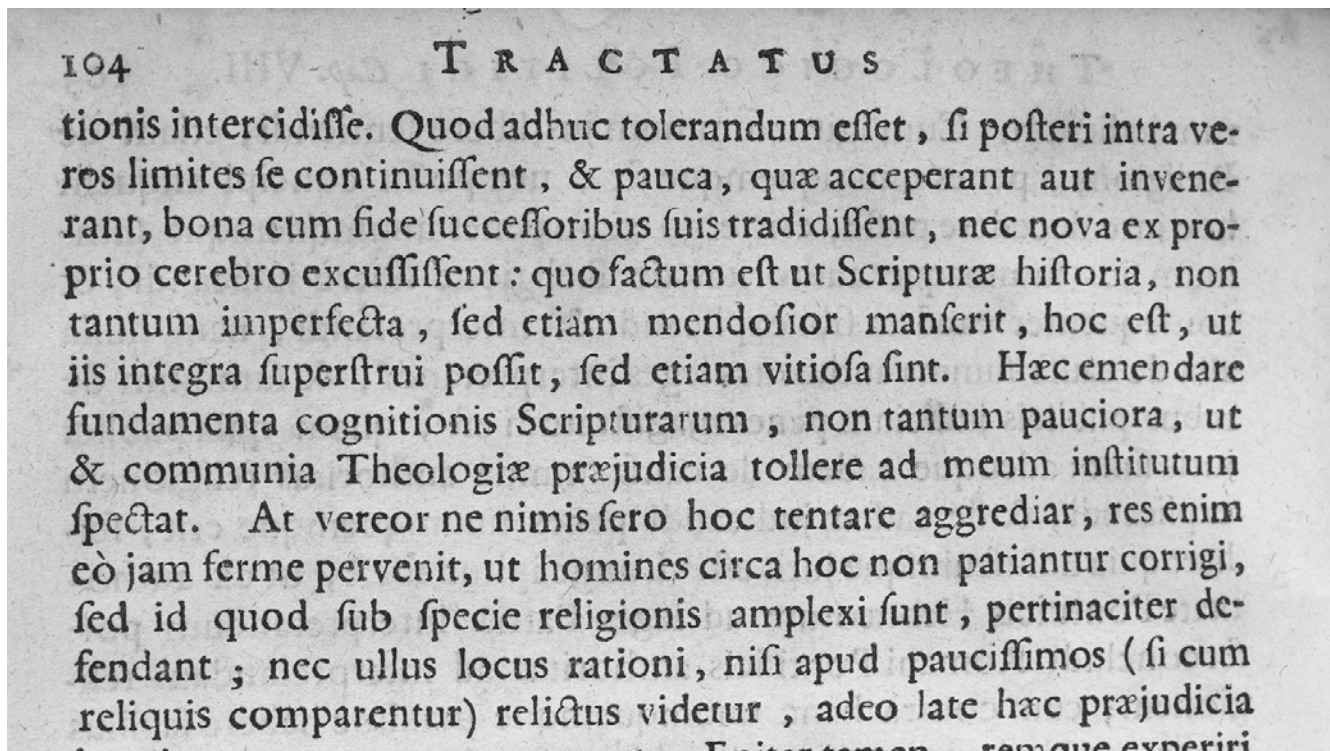 104 TRACTATUS
tionis intercidiſſe. Quod adhuc tolerandum eſſet, ſi poſteri intra ve-
ros limites ſe continuiſſent, & pauca, quæ acceperant aut invene-
rant, bona cum fide ſucceſſoribus ſuis tradidiſſent, nec nova ex pro-
prio cerebro excuſſiſſent: quo factum eſt ut Scripturæ hiſtoria, non
tantum imperfecta, ſed etiam mendoſior manſerit, hoc eſt, ut
iis integra ſuperſtrui poſſit, ſed etiam vitioſa ſint. Hæc emendare
fundamenta cognitionis Scripturarum, non tantum pauciora, ut
& communia Theologiæ præjudicia tollere ad meum inſtitutum
ſpectat. At vereor ne nimis ſero hoc tentare aggrediar, res enim
eò jam ferme pervenit, ut homines circa hoc non patiantur corrigi,
ſed id quod ſub ſpecie religionis amplexi ſunt, pertinaciter de-
fendant; nec ullus locus rationi, niſi apud pauciſſimos (ſi cum
reliquis comparentur) relictus videtur, adeo late hæc præjudicia
remque experiri